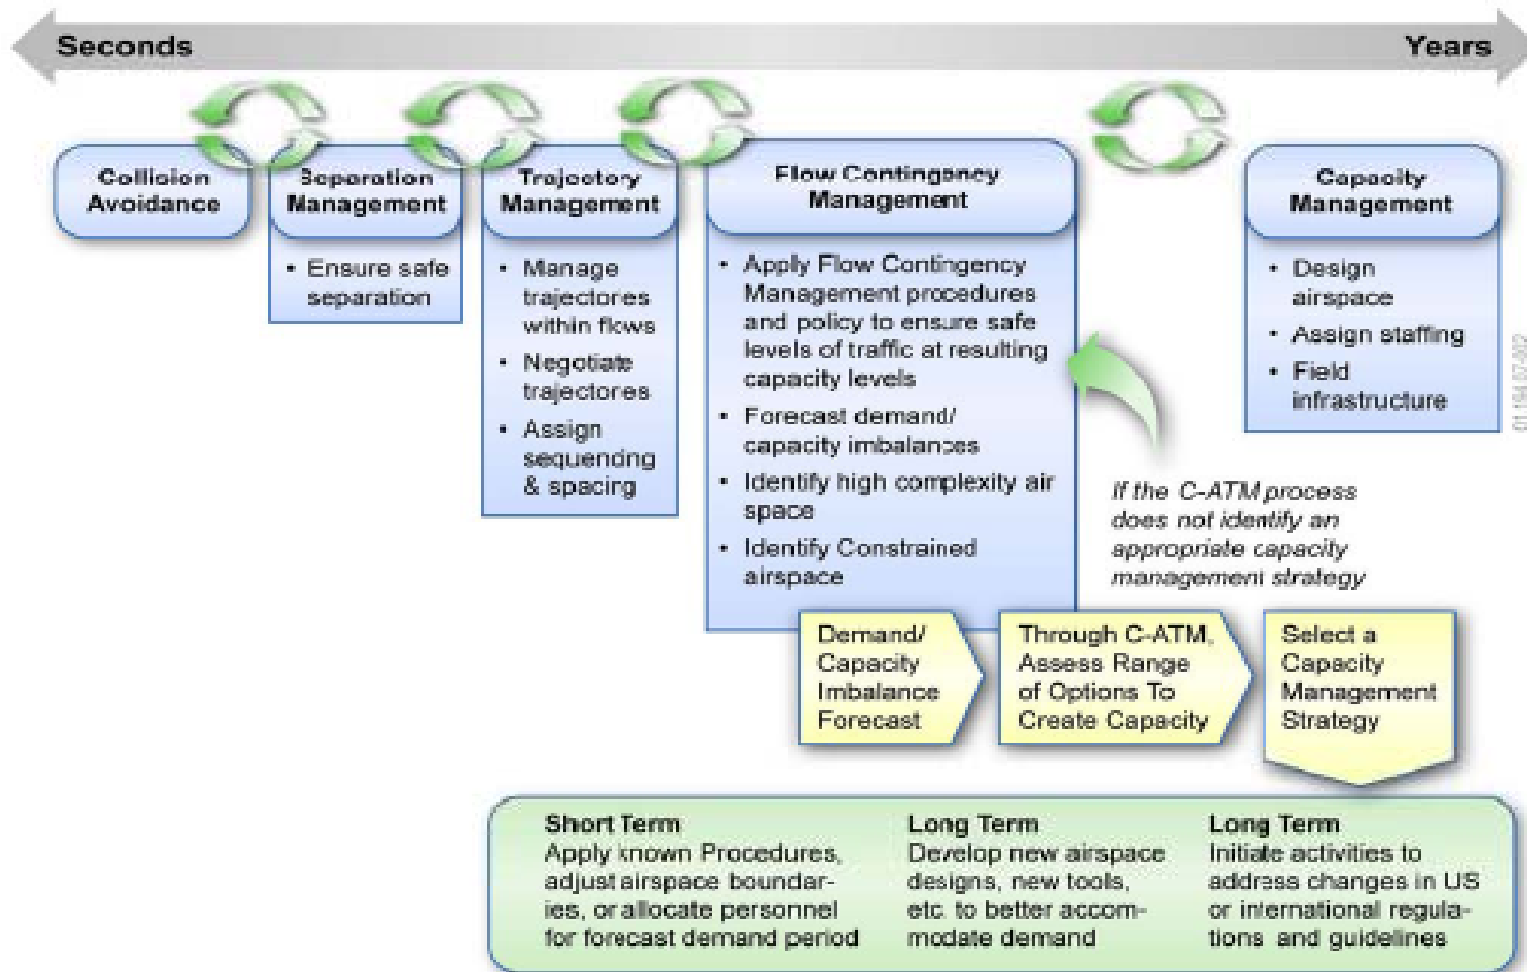 Seconds
Years
Collision
Avoidance
Separation
Management
• Ensure safe
separation
Trajectory
Management
• Manage
trajectories
within flows
• Negotiate
trajectores
• Assign
sequencing
& spacing
Flow Contingency
Management
• Apply Flow Contingency
Management procedures
and policy to ensure safe
levels of traffic at resulting
capacity levels
• Forecast demand/
capacity imbalances
• Identify high complexity air
space
• Identify Constrained
airspace
Capacity
Management
• Design
airspace
• Assign staffing
• Field
infrastructure
If the C-ATM process
does not identify an
appropriate capacity
management strategy
Demand/
Capacity
Imbalance
Forecast
Through C-ATM,
Assess Range
of Options To
Create Capacity
Select a
Capacity
Management
Strategy
Short Term
Apply known Procedures,
adjust airspace boundar-
ies, or allocate personnel
for forecast demand period
Long Term
Develop new airspace
designs, new tools,
etc. to better accom-
modate demand
Long Term
Initiate activities to
address changes in US
or international regula-
tions and guidelines